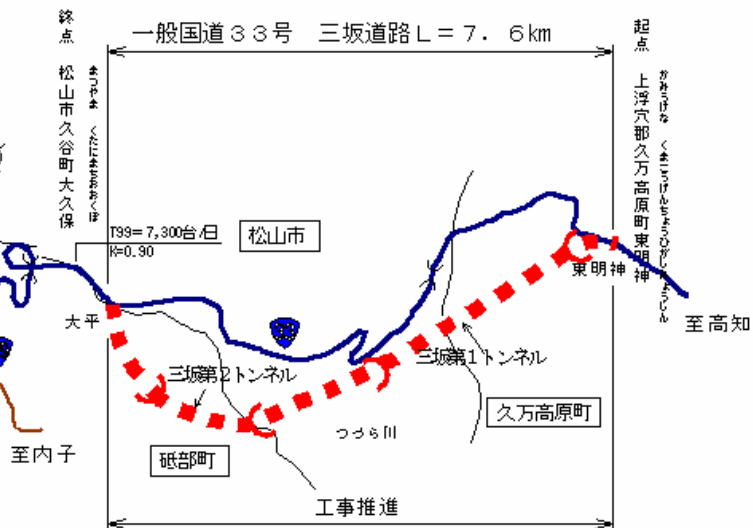 一般国道３３号　三坂道路Ｌ＝７．６km
起点　上浮穴郡久万高原町東明神
かみうけな　くまこうげんちょうひがしみょうじん
終点　松山市久谷町大久保
まつやま　くたにまちおおくぼ
T99=7,300台/日
K=0.90
松山市
大平
東明神
至高知
三坂第１トンネル
三坂第２トンネル
久万高原町
つづら川
至内子
砥部町
工事推進